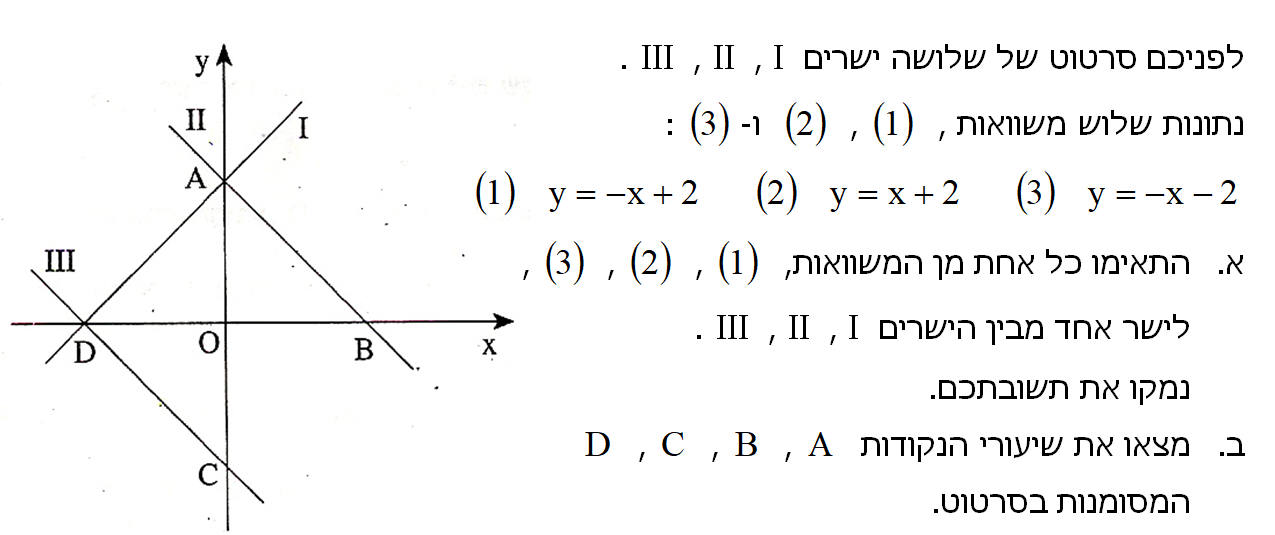 לפניכם סרטוט של שלושה ישרים I , II , III .
נתונות שלוש משוואות , (1) , (2) ו- (3) :
(1) y = −x + 2 (2) y = x + 2 (3) y = −x − 2
א. התאימו כל אחת מן המשוואות, (1) , (2) , (3) ,
לישר אחד מבין הישרים I , II , III .
נמקו את תשובתכם.
ב. מצאו את שיעורי הנקודות A , B , C , D
המסומנות בסרטוט.
y
II
I
A
III
D
O
B
x
C